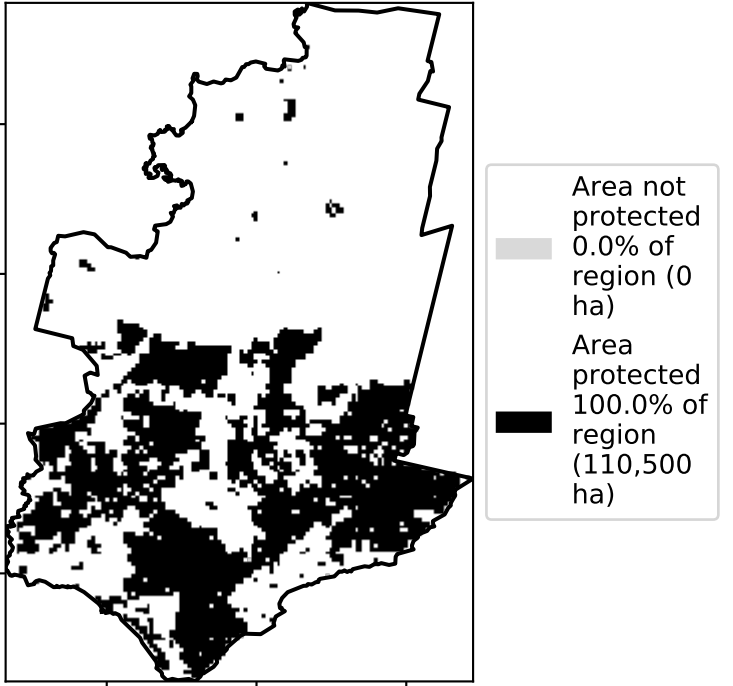 Area not
protected
0.0% of
region (0
ha)
Area
protected
100.0% of
region
(110,500
ha)